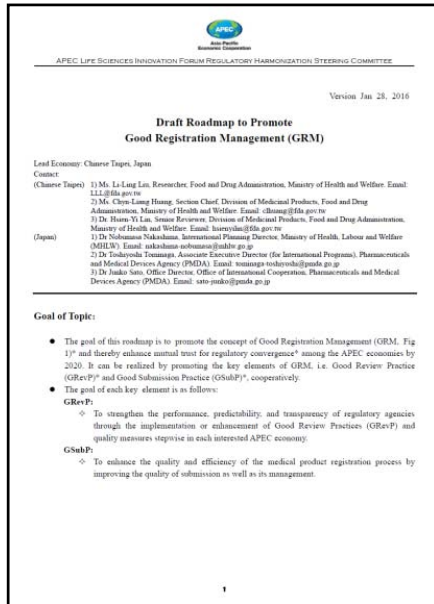 APEC
Asia-Pacific
Economic Cooperation
APEC LIFE SCIENCES INNOVATION FORUM REGULATORY HARMONIZATION STEERING COMMITTEE
Version Jan 28, 2016
Draft Roadmap to Promote
Good Registration Management (GRM)
Lead Economy: Chinese Taipei, Japan
Contact:
(Chinese Taipei) 1) Ms. Li-Ling Liu, Researcher, Food and Drug Administration, Ministry of Health and Welfare. Email:
LLL@fda.gov.tw
2) Ms. Chyn-Liang Huang, Section Chief, Division of Medicinal Products, Food and Drug
Administration, Ministry of Health and Welfare. Email: clhuang@fda.gov.tw
3) Dr. Hsien-Yi Lin, Senior Reviewer, Division of Medicinal Products, Food and Drug Administration,
Ministry of Health and Welfare. Email: hsienyilin@fda.gov.tw
(Japan) 1) Dr Nobumasa Nakashima, International Planning Director, Ministry of Health, Labour and Welfare
(MHLW). Email: nakashima-nobumasa@mhlw.go.jp
2) Dr Toshiyoshi Tominaga, Associate Executive Director (for International Programs), Pharmaceuticals
and Medical Devices Agency (PMDA). Email: tominaga-toshiyoshi@pmda.go.jp
3) Dr Junko Sato, Office Director, Office of International Cooperation, Pharmaceuticals and Medical
Devices Agency (PMDA). Email: sato-junko@pmda.go.jp
Goal of Topic:
● The goal of this roadmap is to promote the concept of Good Registration Management (GRM, Fig
1)* and thereby enhance mutual trust for regulatory convergence* among the APEC economies by
2020. It can be realized by promoting the key elements of GRM, i.e. Good Review Practice
(GRevP)* and Good Submission Practice (GSubP)*, cooperatively.
● The goal of each key element is as follows:
GRevP:
✧ To strengthen the performance, predictability, and transparency of regulatory agencies
through the implementation or enhancement of Good Review Practices (GRevP) and
quality measures stepwise in each interested APEC economy.
GSubP:
✧ To enhance the quality and efficiency of the medical product registration process by
improving the quality of submission as well as its management.
1